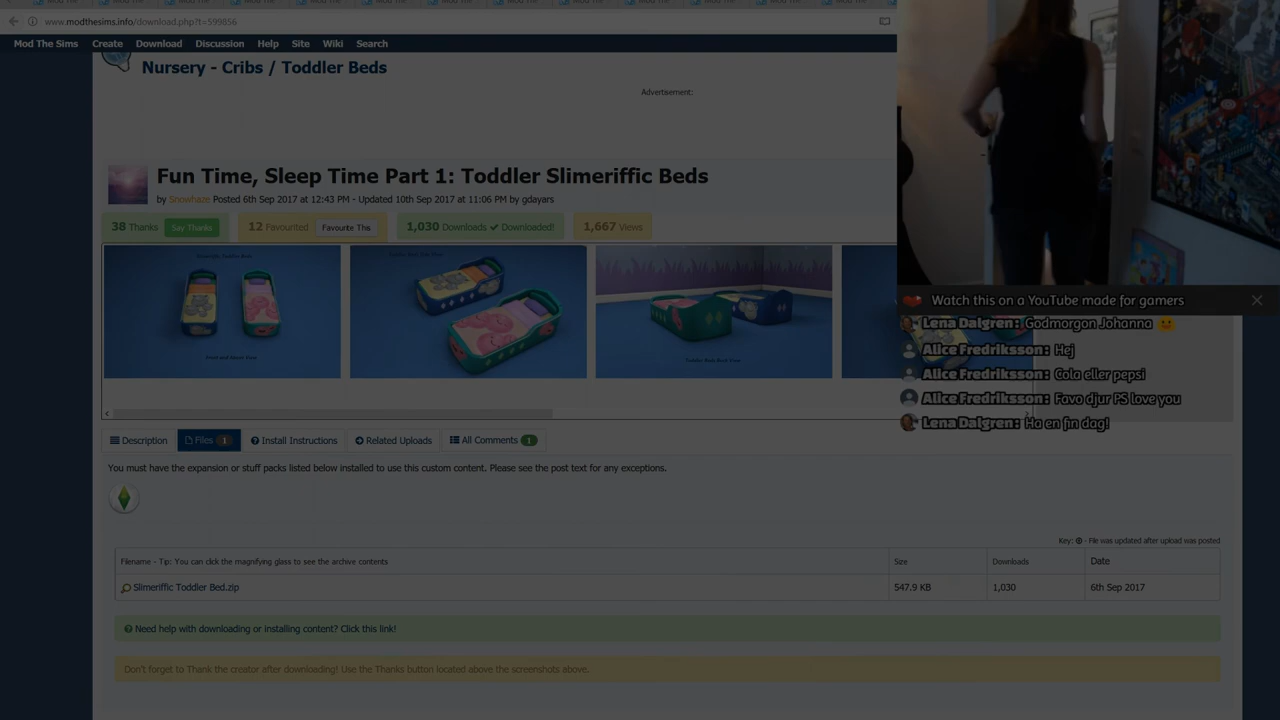 Mod The
www.modthesims.info/download.php?t=599856
Mod The Sims Create Download Discussion Help Site Wiki Search
Nursery - Cribs / Toddler Beds
Advertisement:
Fun Time, Sleep Time Part 1: Toddler Slimeriffic Beds
by Snowhaze Posted 6th Sep 2017 at 12:43 PM - Updated 10th Sep 2017 at 11:06 PM by gdayars
38 Thanks Say Thanks 12 Favourited Favourite This 1,030 Downloads ✔ Downloaded! 1,667 Views
Toddler Beds Back View
Watch this on a YouTube made for gamers
Lena Dalgren: Godmorgon Johanna 🙂
Alice Fredriksson: Hej
Alice Fredriksson: Cola eller pepsi
Alice Fredriksson: Favo djur PS love you
Lena Dalgren: Ha en fin dag!
Description Files 1 Install Instructions Related Uploads All Comments 1
You must have the expansion or stuff packs listed below installed to use this custom content. Please see the post text for any exceptions.
Key: - File was updated after upload was posted
Filename - Tip: You can click the magnifying glass to see the archive contents Size Downloads Date
Slimeriffic Toddler Bed.zip 547.9 KB 1,030 6th Sep 2017
Need help with downloading or installing content? Click this link!
Don't forget to Thank the creator after downloading! Use the Thanks button located above the screenshots above.